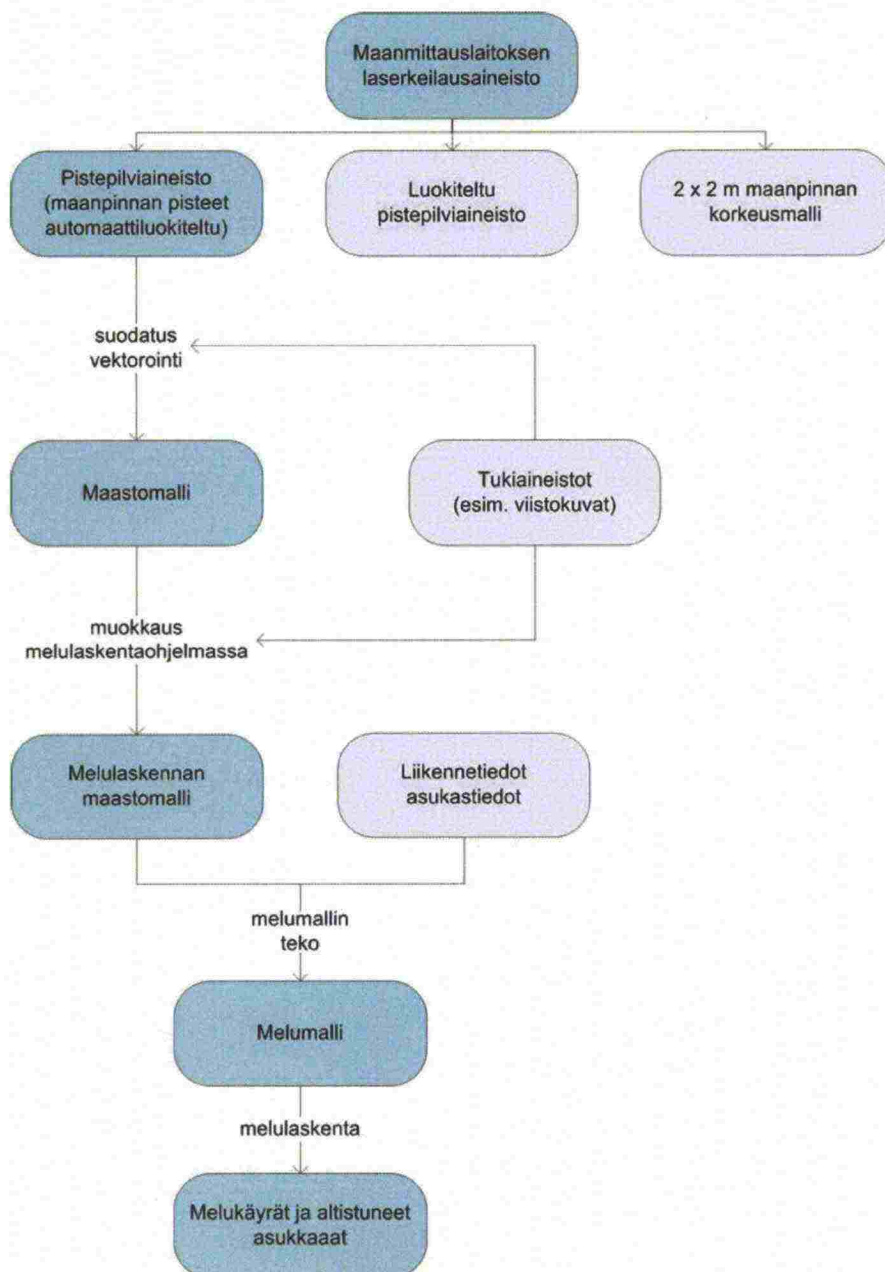 Maanmittauslaitoksen
laserkeilausaineisto
Pistepilviaineisto
(maanpinnan pisteet
automaattiluokiteltu)
Luokiteltu
pistepilviaineisto
2 x 2 m maanpinnan
korkeusmalli
suodatus
vektorointi
Maastomalli
Tukiaineistot
(esim. viistokuvat)
muokkaus
melulaskentaohjelmassa
Melulaskennan
maastomalli
Liikennetiedot
asukastiedot
melumallin
teko
Melumalli
melulaskenta
Melukäyrät ja altistuneet
asukkaaat